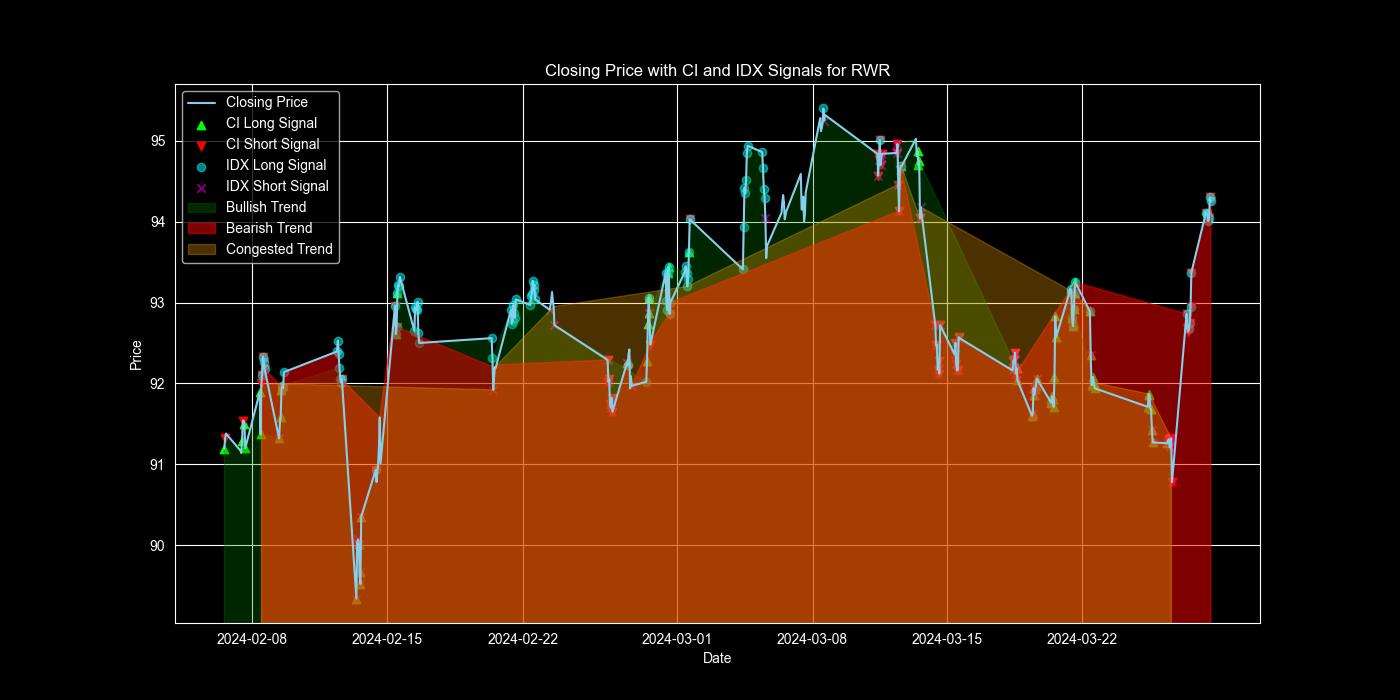 Closing Price with CI and IDX Signals for RWR
Closing Price
CI Long Signal
CI Short Signal
IDX Long Signal
IDX Short Signal
Bullish Trend
Bearish Trend
Congested Trend
Price
95
94
93
92
91
90
2024-02-08
2024-02-15
2024-02-22
2024-03-01
2024-03-08
2024-03-15
2024-03-22
Date